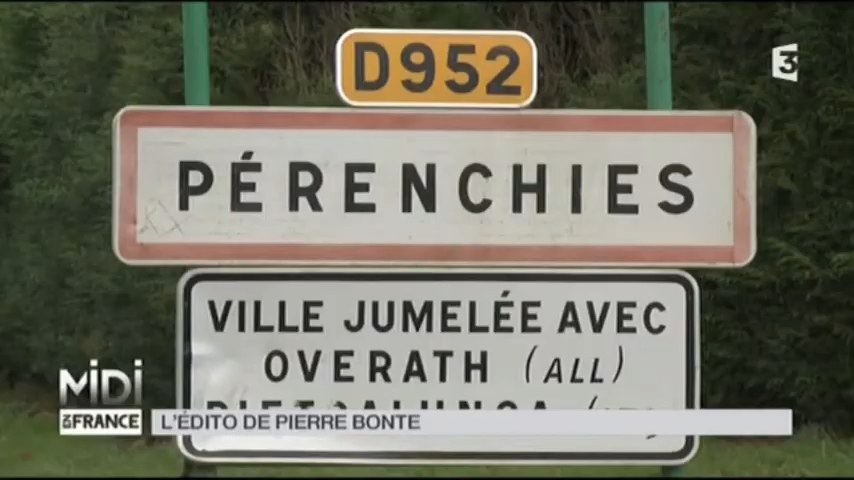 D952
3
PÉRENCHIES
VILLE JUMELÉE AVEC
OVERATH (ALL)
MiDi
EN FRANCE
L'ÉDITO DE PIERRE BONTE